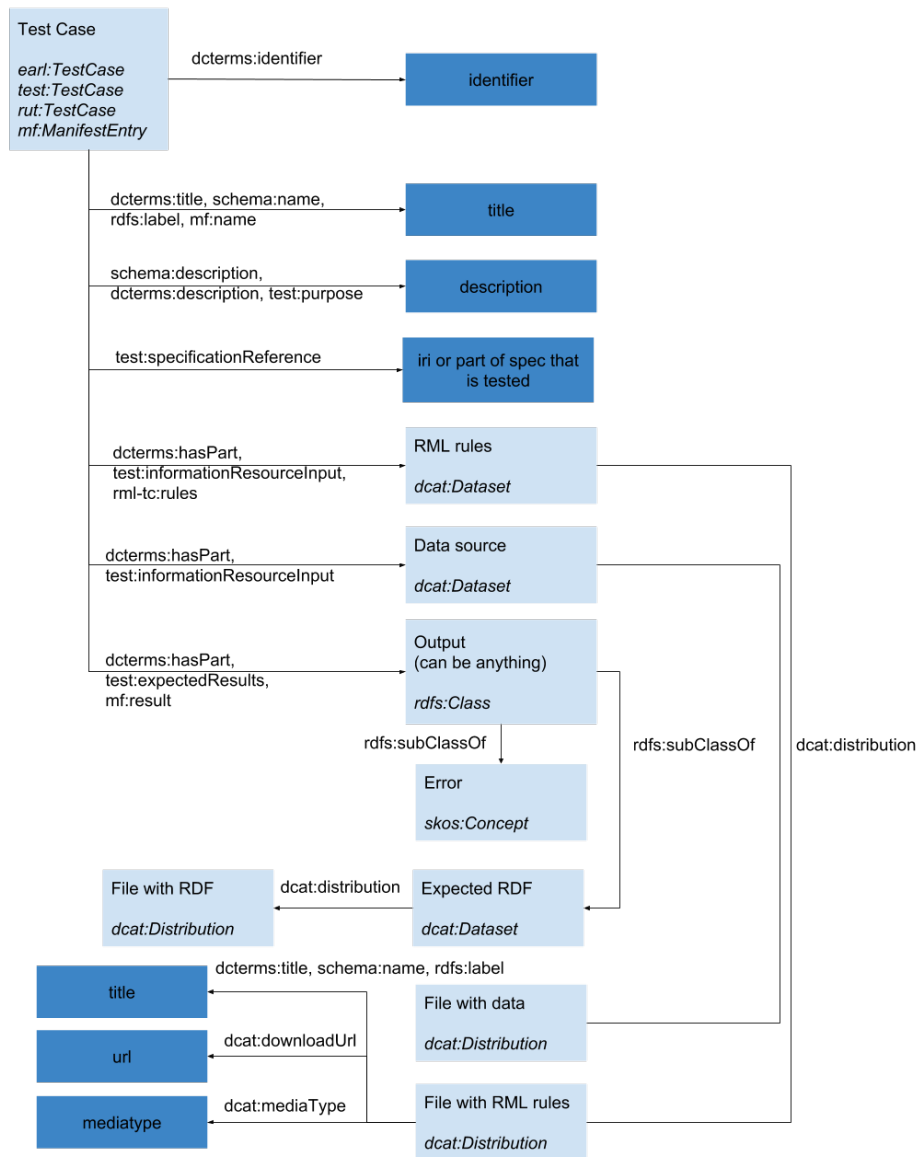 Test Case
earl:TestCase
test:TestCase
rut:TestCase
mf:ManifestEntry
dcterms:identifier
identifier
dcterms:title, schema:name,
rdfs:label, mf:name
title
schema:description,
dcterms:description, test:purpose
description
test:specificationReference
iri or part of spec that
is tested
dcterms:hasPart,
test:informationResourceInput,
rml-tc:rules
RML rules
dcat:Dataset
dcterms:hasPart,
test:informationResourceInput
Data source
dcat:Dataset
dcterms:hasPart,
test:expectedResults,
mf:result
Output
(can be anything)
rdfs:Class
rdfs:subClassOf
rdfs:subClassOf
dcat:distribution
Error
skos:Concept
File with RDF
dcat:Distribution
dcat:distribution
Expected RDF
dcat:Dataset
dcterms:title, schema:name, rdfs:label
title
File with data
dcat:Distribution
dcat:downloadUrl
url
dcat:mediaType
mediatype
File with RML rules
dcat:Distribution